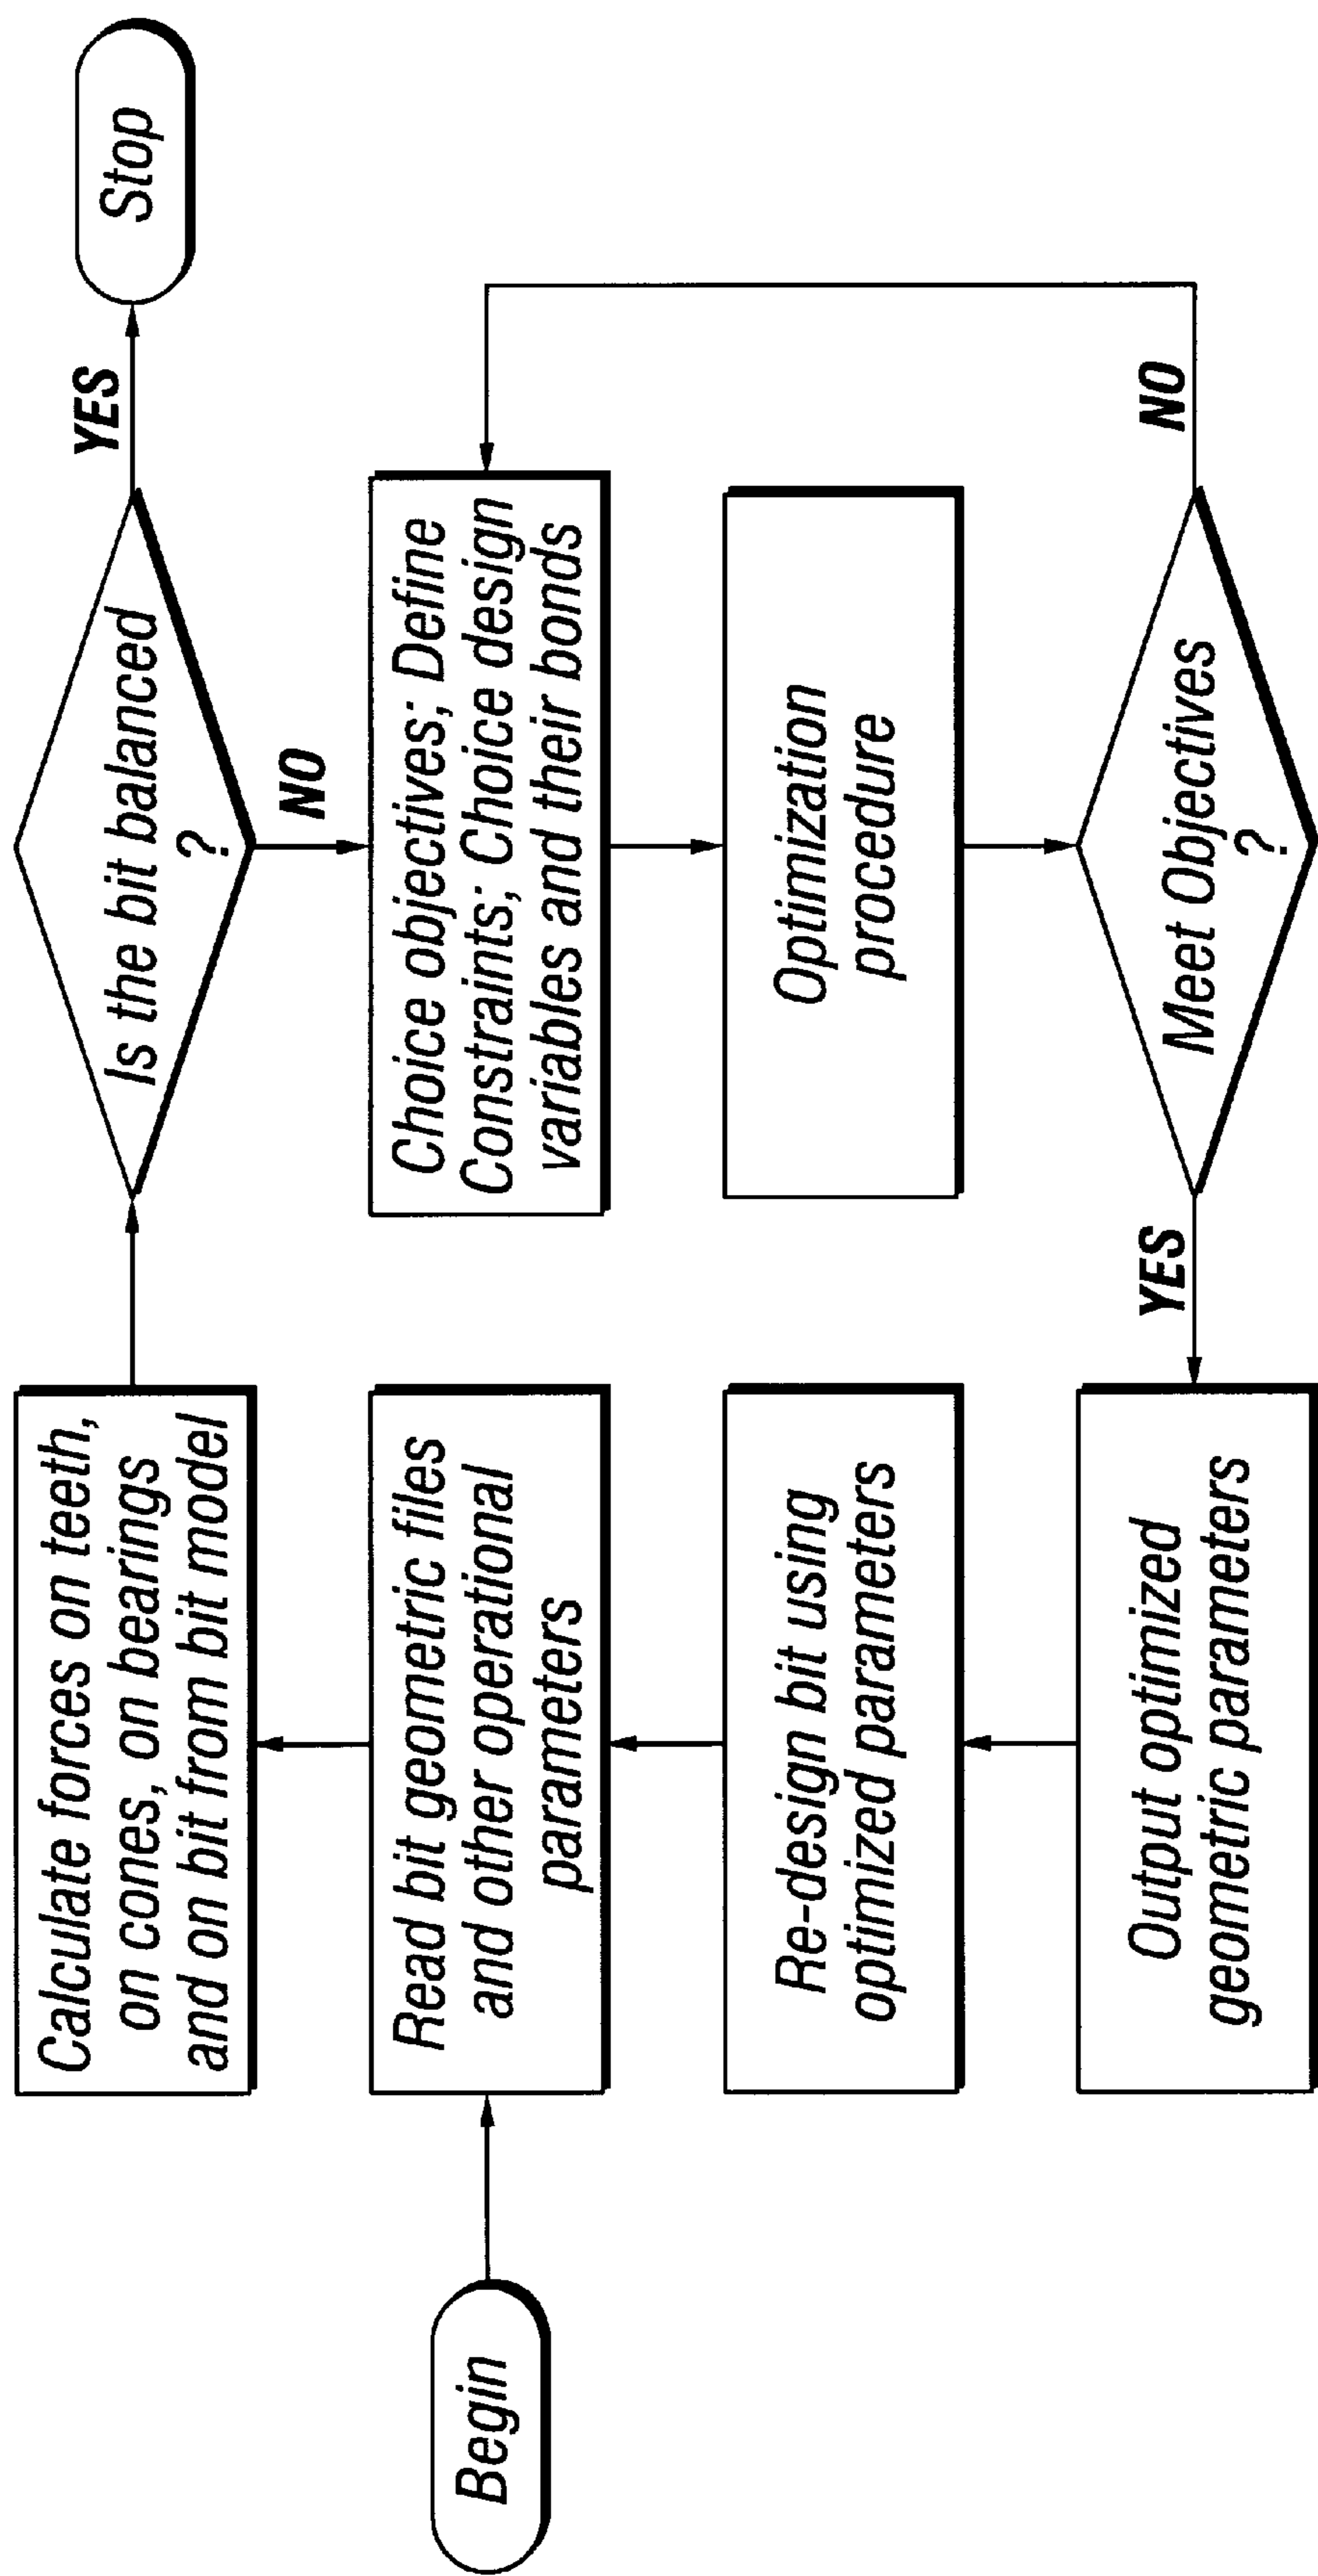 Begin
Read bit geometric files
and other operational
parameters
Calculate forces on teeth,
on cones, on bearings
and on bit from bit model
Is the bit balanced
?
YES
Stop
NO
Choice objectives; Define
Constraints; Choice design
variables and their bonds
Optimization
procedure
Meet Objectives
?
NO
YES
Output optimized
geometric parameters
Re-design bit using
optimized parameters